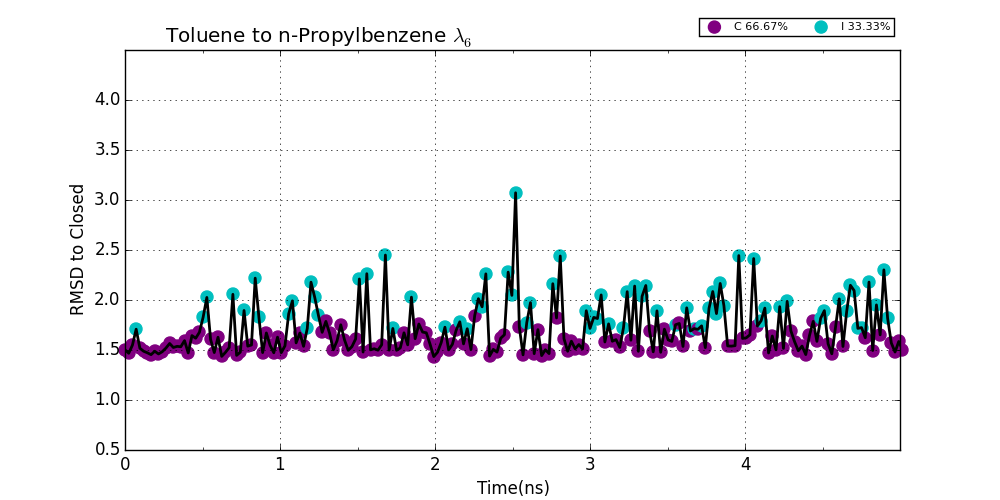 Toluene to n-Propylbenzene λ₆
C 66.67% I 33.33%
RMSD to Closed
4.0
3.5
3.0
2.5
2.0
1.5
1.0
0.5
0 1 2 3 4
Time(ns)